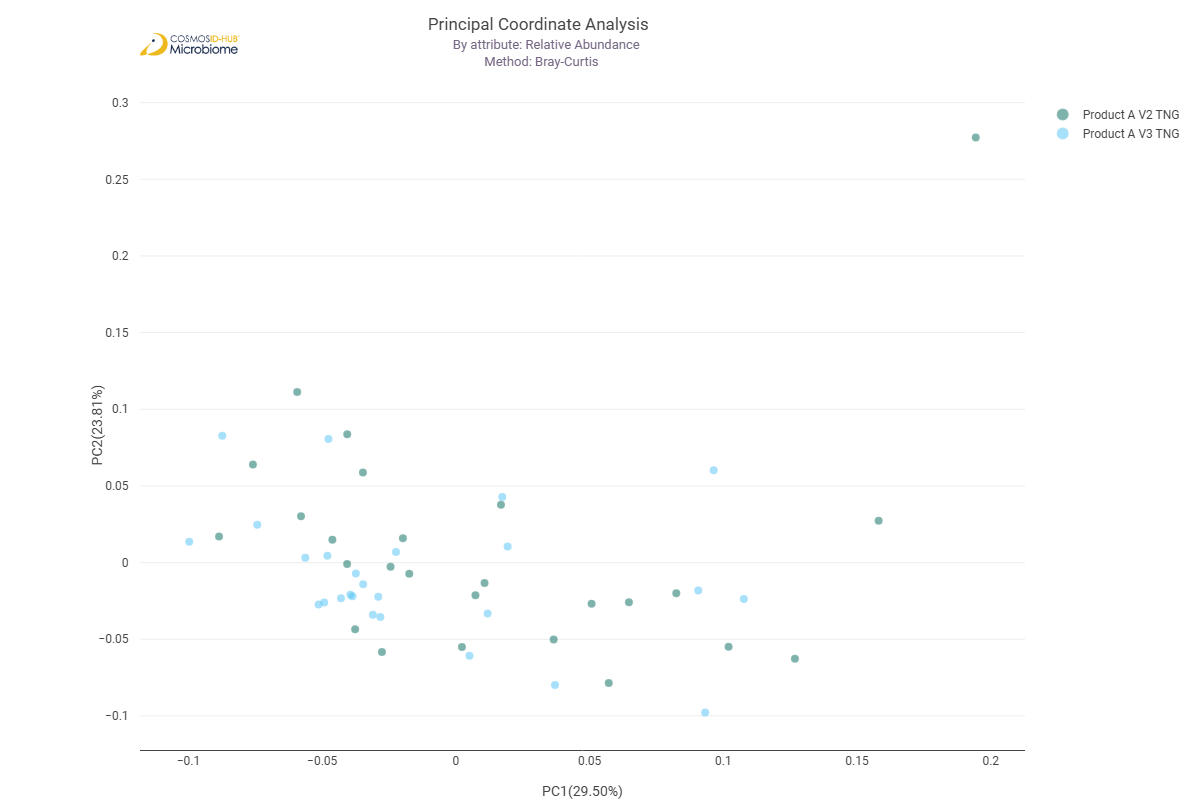 Principal Coordinate Analysis
By attribute: Relative Abundance
Method: Bray-Curtis
COSMOSID-HUB
Microbiome
Product A V2 TNG
Product A V3 TNG
0.3
0.25
0.2
0.15
0.1
0.05
0
−0.05
−0.1
PC2(23.81%)
−0.1
−0.05
0
0.05
0.1
0.15
0.2
PC1(29.50%)